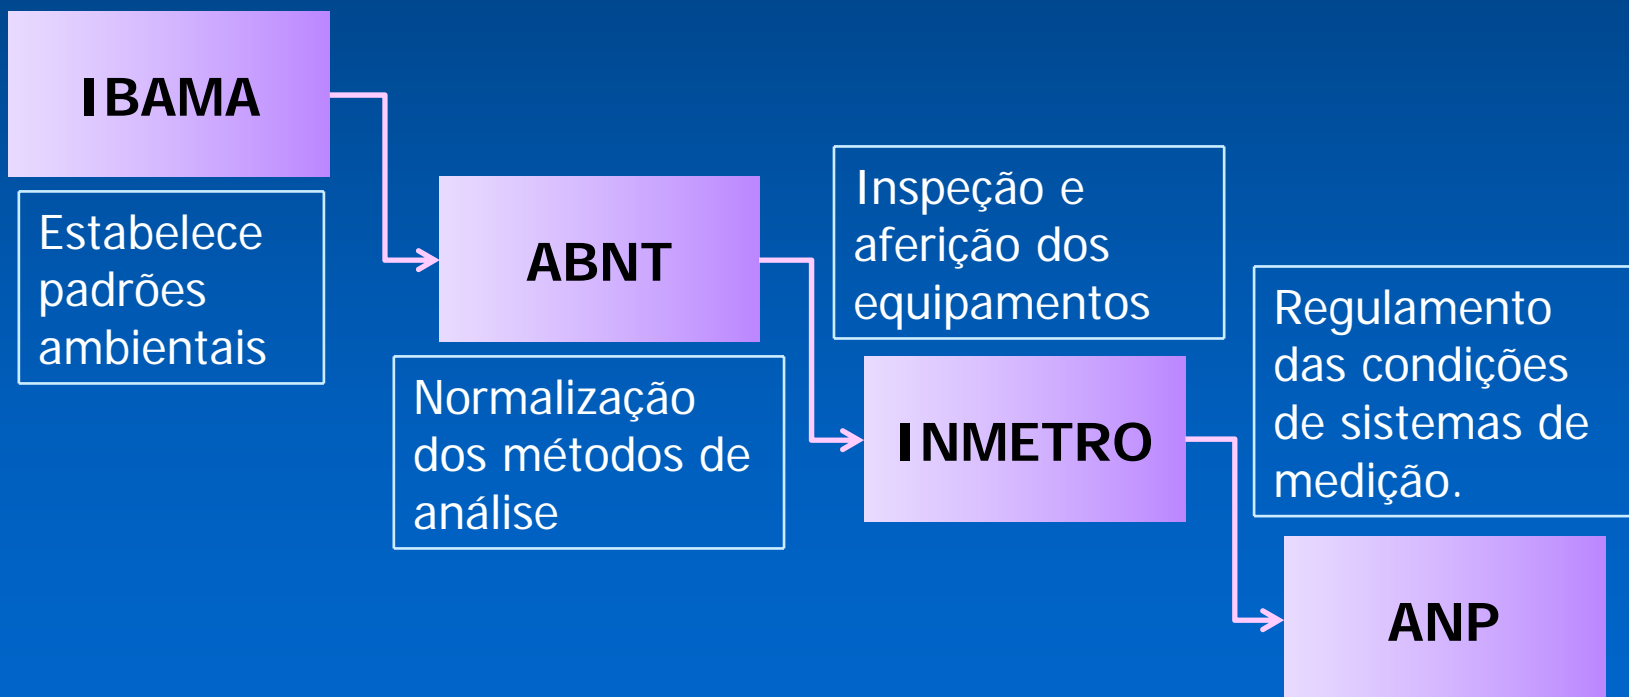 IBAMA
Estabelece
padrões
ambientais
ABNT
Normalização
dos métodos de
análise
Inspeção e
aferição dos
equipamentos
INMETRO
Regulamento
das condições
de sistemas de
medição.
ANP